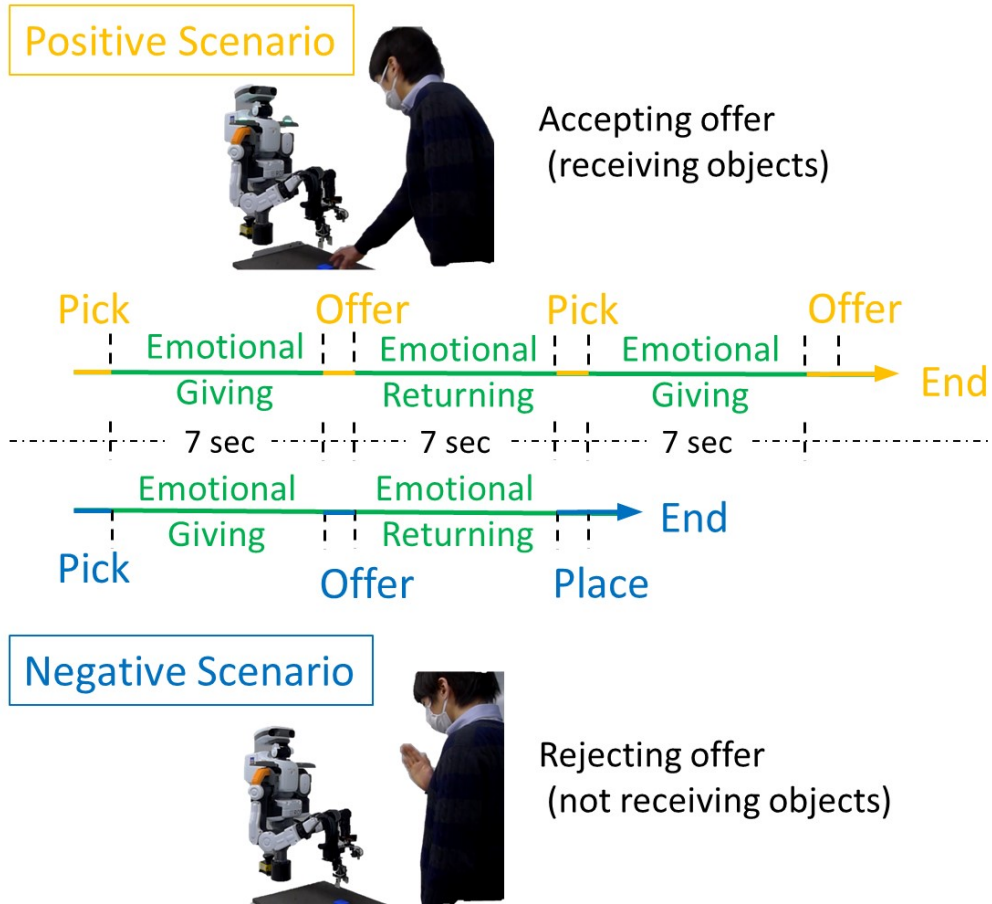 Positive Scenario
Accepting offer
(receiving objects)
Pick
Offer
Pick
Offer
Emotional
Emotional
Emotional
Giving
Returning
Giving
End
7 sec
7 sec
7 sec
Emotional
Emotional
Giving
Returning
End
Pick
Offer
Place
Negative Scenario
Rejecting offer
(not receiving objects)